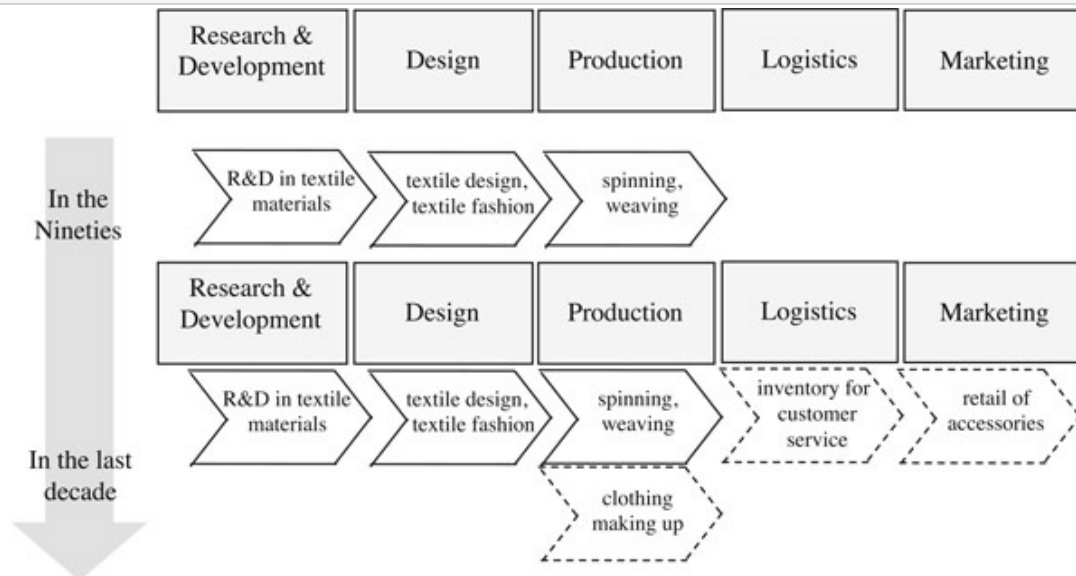 Research &
Development
Design
Production
Logistics
Marketing
In the
Nineties
R&D in textile
materials
textile design,
textile fashion
spinning,
weaving
Research &
Development
Design
Production
Logistics
Marketing
In the last
decade
R&D in textile
materials
textile design,
textile fashion
spinning,
weaving
inventory for
customer
service
retail of
accessories
clothing
making up